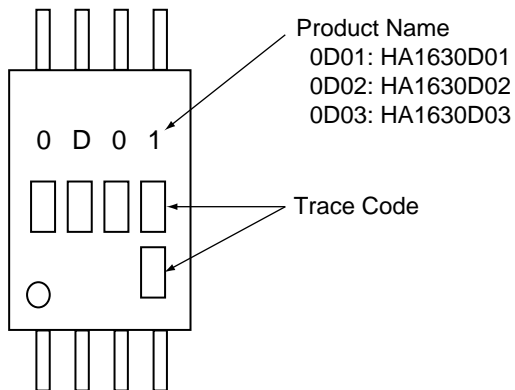 Product Name
0D01: HA1630D01
0D02: HA1630D02
0D03: HA1630D03
0 D 0 1
Trace Code